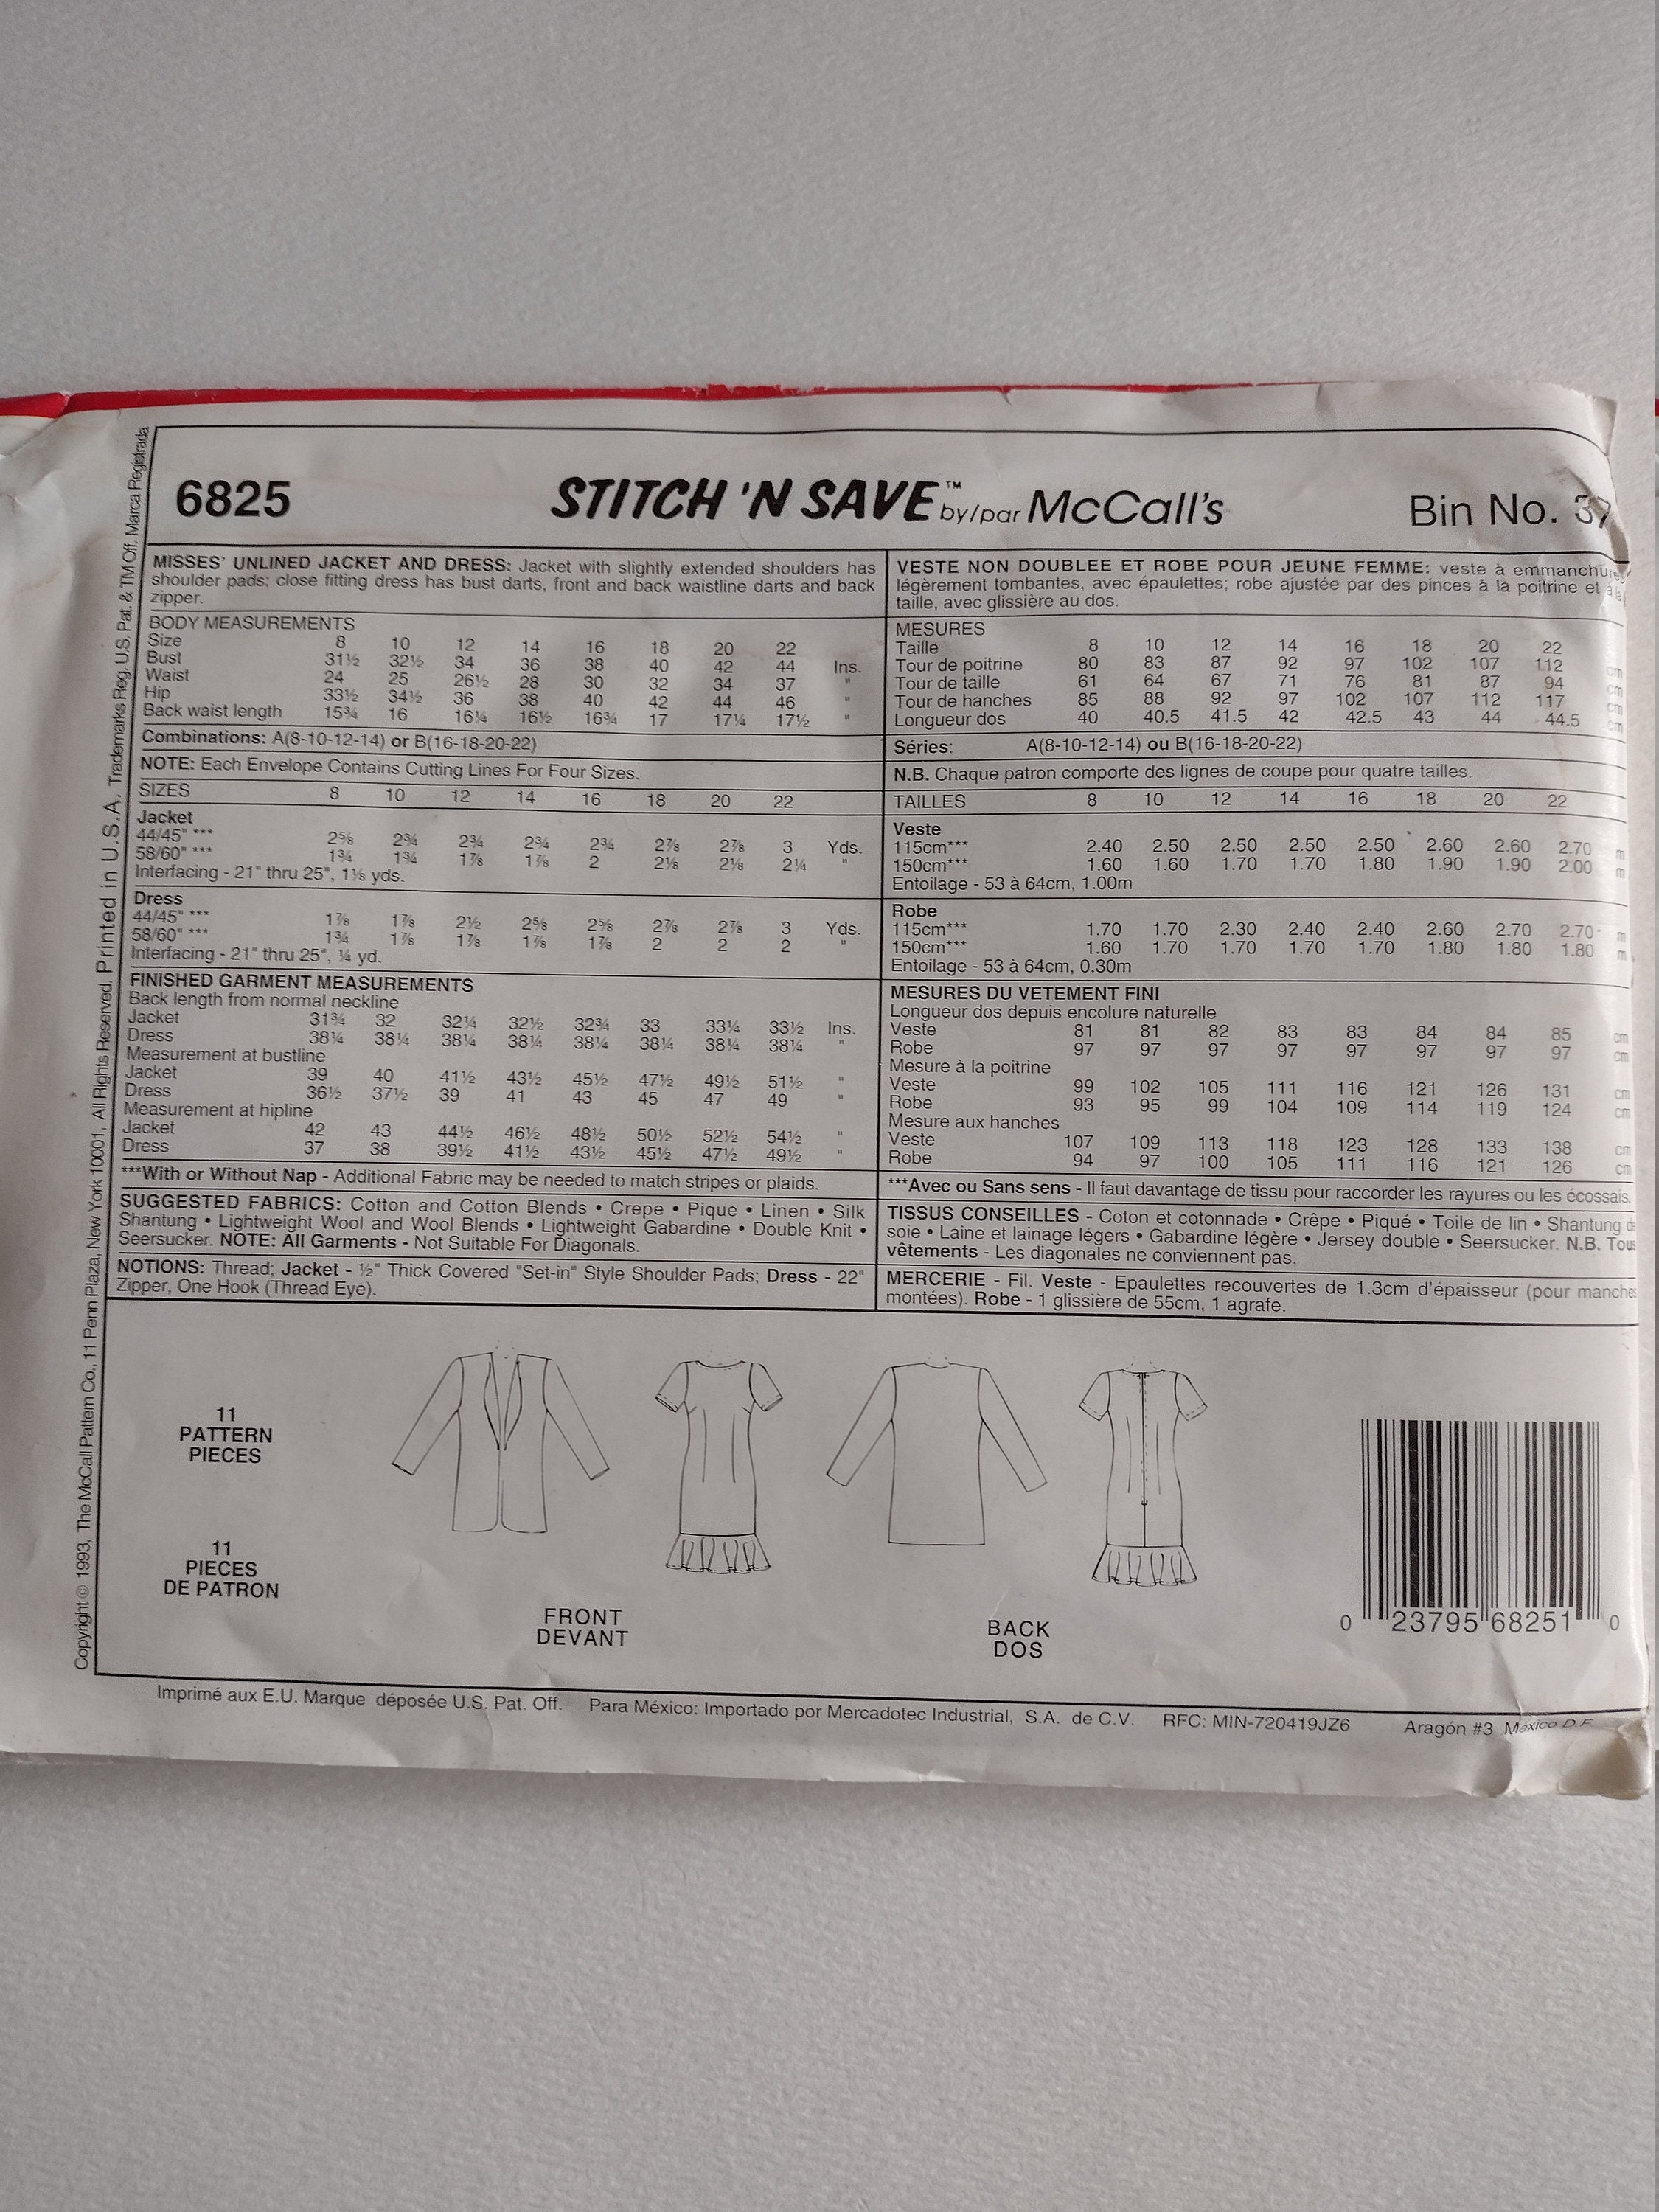 6825
STITCH 'N SAVE™ by/par McCall's
Bin No. 37
MISSES' UNLINED JACKET AND DRESS: Jacket with slightly extended shoulders has
shoulder pads; close fitting dress has bust darts, front and back waistline darts and back
zipper.
BODY MEASUREMENTS
Size 8 10 12 14 16 18 20 22
Bust 31½ 32½ 34 36 38 40 42 44 Ins.
Waist 24 25 26½ 28 30 32 34 37 "
Hip 33½ 34½ 36 38 40 42 44 46 "
Back waist length 15¾ 16 16¼ 16½ 16¾ 17 17¼ 17½ "
Combinations: A(8-10-12-14) or B(16-18-20-22)
NOTE: Each Envelope Contains Cutting Lines For Four Sizes.
SIZES 8 10 12 14 16 18 20 22
Jacket
44/45" *** 2⅝ 2¾ 2¾ 2¾ 2¾ 2⅞ 2⅞ 3 Yds.
58/60" *** 1¾ 1¾ 1⅞ 1⅞ 2 2⅛ 2⅛ 2¼ "
Interfacing - 21" thru 25", 1⅛ yds.
Dress
44/45" *** 1⅞ 1⅞ 2½ 2⅝ 2⅝ 2⅞ 2⅞ 3 Yds.
58/60" *** 1¾ 1⅞ 1⅞ 1⅞ 1⅞ 2 2 2 "
Interfacing - 21" thru 25", ¼ yd.
FINISHED GARMENT MEASUREMENTS
Back length from normal neckline
Jacket 31¾ 32 32¼ 32½ 32¾ 33 33¼ 33½ Ins.
Dress 38¼ 38¼ 38¼ 38¼ 38¼ 38¼ 38¼ 38¼ "
Measurement at bustline
Jacket 39 40 41½ 43½ 45½ 47½ 49½ 51½ "
Dress 36½ 37½ 39 41 43 45 47 49 "
Measurement at hipline
Jacket 42 43 44½ 46½ 48½ 50½ 52½ 54½ "
Dress 37 38 39½ 41½ 43½ 45½ 47½ 49½ "
***With or Without Nap - Additional Fabric may be needed to match stripes or plaids.
SUGGESTED FABRICS: Cotton and Cotton Blends • Crepe • Pique • Linen • Silk
Shantung • Lightweight Wool and Wool Blends • Lightweight Gabardine • Double Knit •
Seersucker. NOTE: All Garments - Not Suitable For Diagonals.
NOTIONS: Thread; Jacket - ½" Thick Covered "Set-in" Style Shoulder Pads; Dress - 22"
Zipper, One Hook (Thread Eye).
VESTE NON DOUBLEE ET ROBE POUR JEUNE FEMME: veste à emmanchure
légèrement tombantes, avec épaulettes; robe ajustée par des pinces à la poitrine et à la
taille, avec glissière au dos.
MESURES
Taille 8 10 12 14 16 18 20 22
Tour de poitrine 80 83 87 92 97 102 107 112 cm
Tour de taille 61 64 67 71 76 81 87 94 cm
Tour de hanches 85 88 92 97 102 107 112 117 cm
Longueur dos 40 40.5 41.5 42 42.5 43 44 44.5 cm
Séries: A(8-10-12-14) ou B(16-18-20-22)
N.B. Chaque patron comporte des lignes de coupe pour quatre tailles.
TAILLES 8 10 12 14 16 18 20 22
Veste
115cm*** 2.40 2.50 2.50 2.50 2.50 2.60 2.60 2.70 m
150cm*** 1.60 1.60 1.70 1.70 1.80 1.90 1.90 2.00 m
Entoilage - 53 à 64cm, 1.00m
Robe
115cm*** 1.70 1.70 2.30 2.40 2.40 2.60 2.70 2.70 m
150cm*** 1.60 1.70 1.70 1.70 1.70 1.80 1.80 1.80 m
Entoilage - 53 à 64cm, 0.30m
MESURES DU VETEMENT FINI
Longueur dos depuis encolure naturelle
Veste 81 81 82 83 83 84 84 85 cm
Robe 97 97 97 97 97 97 97 97 cm
Mesure à la poitrine
Veste 99 102 105 111 116 121 126 131 cm
Robe 93 95 99 104 109 114 119 124 cm
Mesure aux hanches
Veste 107 109 113 118 123 128 133 138 cm
Robe 94 97 100 105 111 116 121 126 cm
***Avec ou Sans sens - Il faut davantage de tissu pour raccorder les rayures ou les écossais.
TISSUS CONSEILLES - Coton et cotonnade • Crêpe • Piqué • Toile de lin • Shantung de
soie • Laine et lainage légers • Gabardine légère • Jersey double • Seersucker. N.B. Tous
vêtements - Les diagonales ne conviennent pas.
MERCERIE - Fil. Veste - Epaulettes recouvertes de 1.3cm d'épaisseur (pour manches
montées). Robe - 1 glissière de 55cm, 1 agrafe.
11
PATTERN
PIECES
11
PIECES
DE PATRON
FRONT
DEVANT
BACK
DOS
0 23795 68251 0
Imprimé aux E.U. Marque déposée U.S. Pat. Off. Para México: Importado por Mercadotec Industrial, S.A. de C.V. RFC: MIN-720419JZ6 Aragón #3 México D.F.
Copyright © 1993, The McCall Pattern Co., 11 Penn Plaza, New York 10001, All Rights Reserved. Printed in U.S.A. Trademarks Reg. U.S. Pat. & TM Off. Marca Registrada